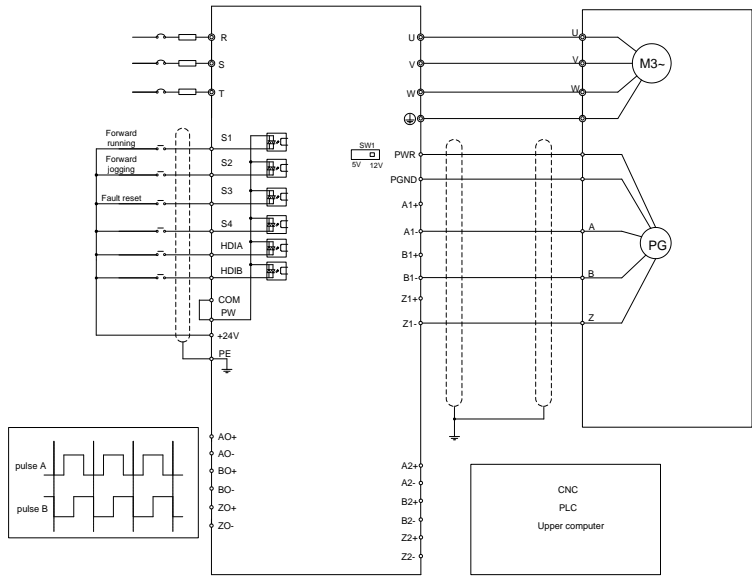 R
S
T
Forward
running
S1
Forward
jogging
S2
Fault reset
S3
S4
HDIA
HDIB
COM
PW
+24V
PE
U
V
W
SW1
5V 12V
PWR
PGND
A1+
A1-
B1+
B1-
Z1+
Z1-
U
V
W
M3~
A
B
Z
PG
pulse A
pulse B
AO+
AO-
BO+
BO-
ZO+
ZO-
A2+
A2-
B2+
B2-
Z2+
Z2-
CNC
PLC
Upper computer